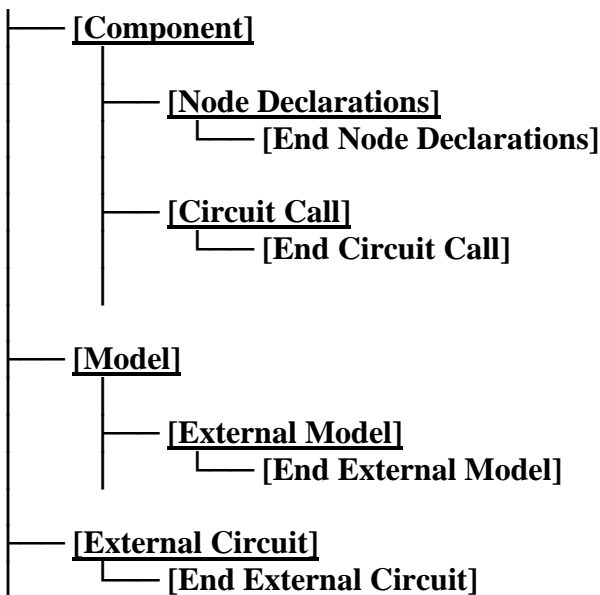 [Component]
[Node Declarations]
[End Node Declarations]
[Circuit Call]
[End Circuit Call]
[Model]
[External Model]
[End External Model]
[External Circuit]
[End External Circuit]